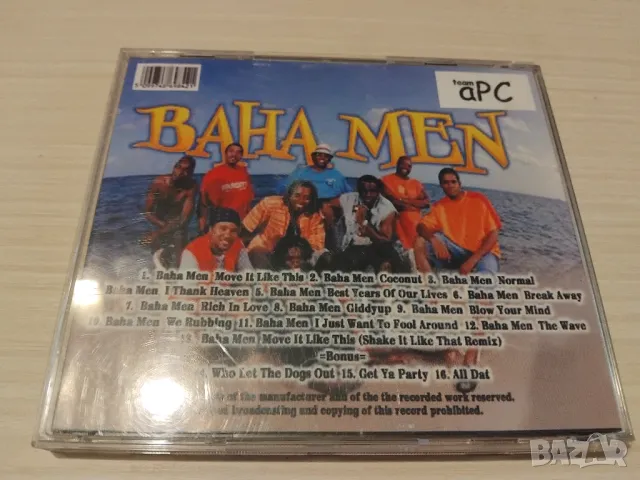 team
aPC
BAHA MEN
1. Baha Men Move It Like This 2. Baha Men Coconut 3. Baha Men Normal
Baha Men I Thank Heaven 5. Baha Men Best Years Of Our Lives 6. Baha Men Break Away
7. Baha Men Rich In Love 8. Baha Men Giddyup 9. Baha Men Blow Your Mind
10. Baha Men We Rubbing 11. Baha Men I Just Want To Fool Around 12. Baha Men The Wave
13. Baha Men Move It Like This (Shake It Like That Remix)
=Bonus=
Who Let The Dogs Out 15. Get Ya Party 16. All Dat
of the manufacturer and of the the recorded work reserved.
broadcasting and copying of this record prohibited.
BAZAR